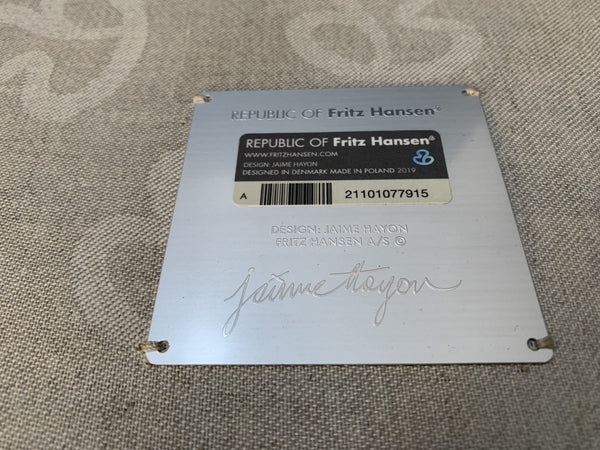 REPUBLIC OF Fritz Hansen®
REPUBLIC OF Fritz Hansen®
WWW.FRITZHANSEN.COM
DESIGN: JAIME HAYON
DESIGNED IN DENMARK MADE IN POLAND 2019
A 21101077915
DESIGN: JAIME HAYON
FRITZ HANSEN A/S ©
Jaime Hayon